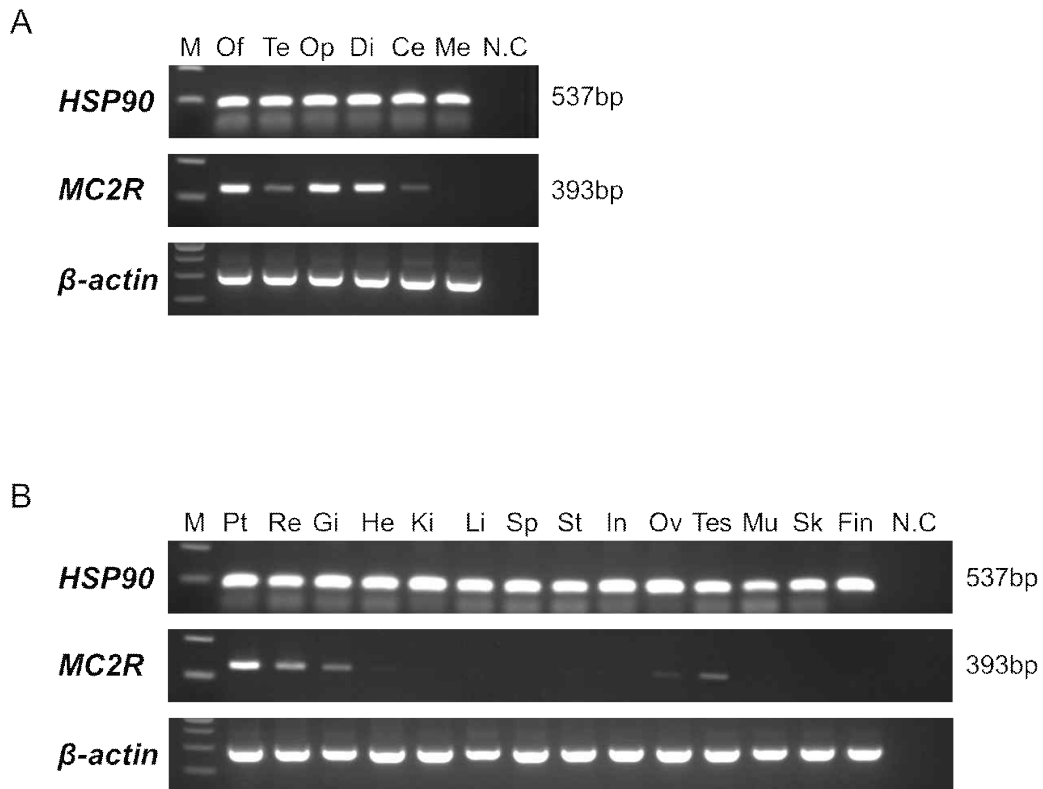 A
M Of Te Op Di Ce Me N.C
HSP90 537bp
MC2R 393bp
β-actin
B
M Pt Re Gi He Ki Li Sp St In Ov Tes Mu Sk Fin N.C
HSP90 537bp
MC2R 393bp
β-actin